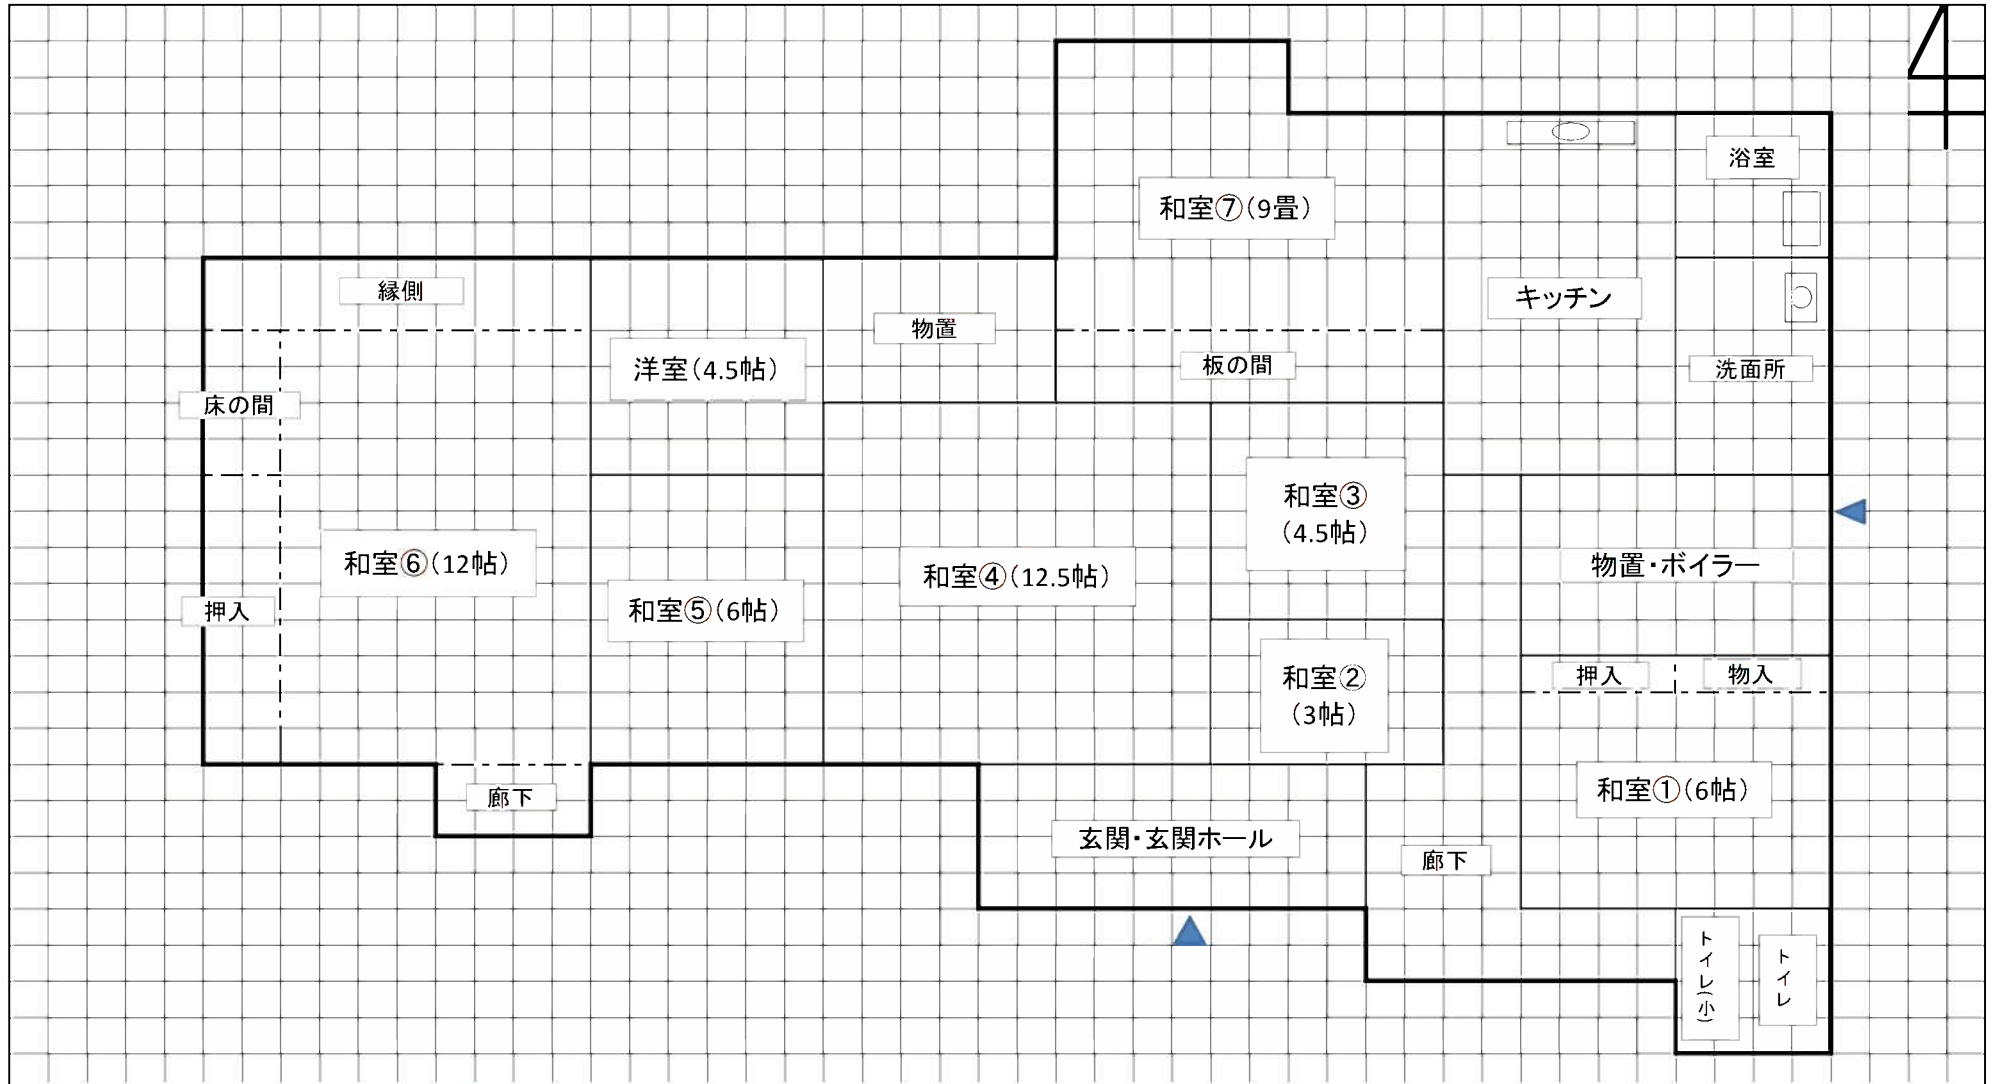 浴室
和室⑦(9畳)
縁側
キッチン
物置
洋室(4.5帖)
板の間
洗面所
床の間
和室③
(4.5帖)
和室⑥(12帖)
和室④(12.5帖)
物置・ボイラー
押入
和室⑤(6帖)
和室②
(3帖)
押入
物入
和室①(6帖)
廊下
玄関・玄関ホール
廊下
トイレ(小)
トイレ